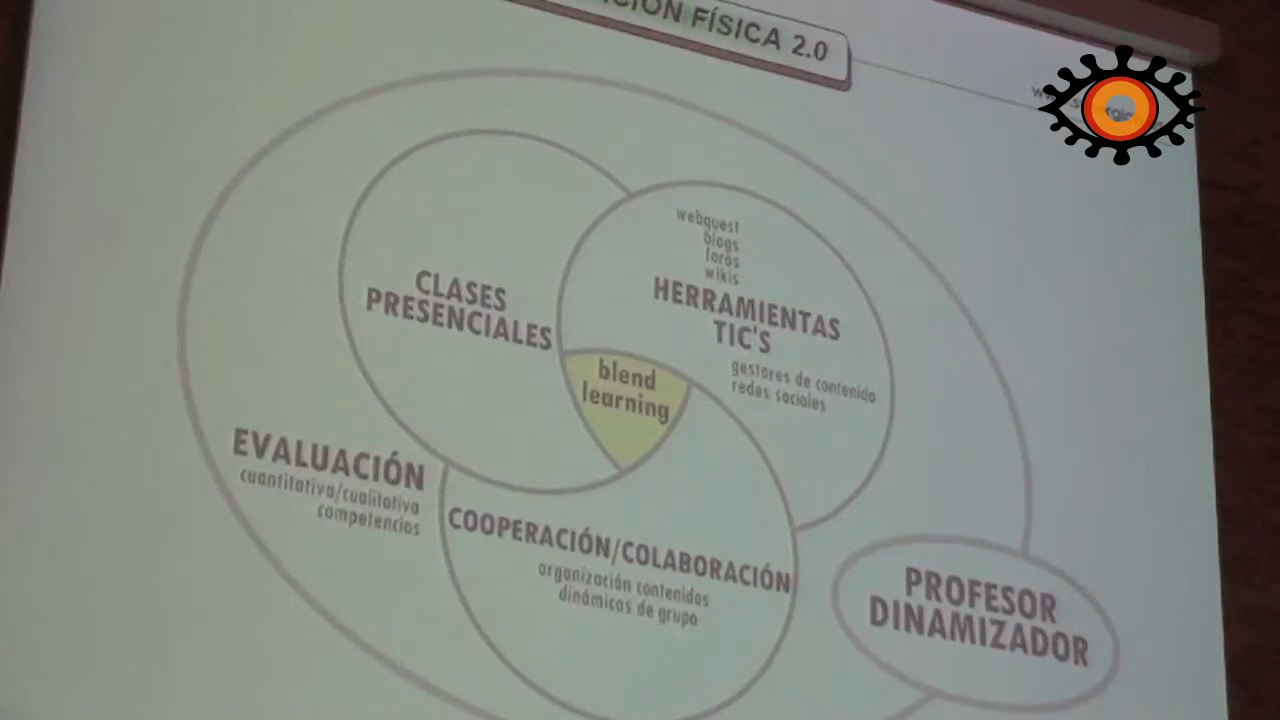 CIÓN FÍSICA 2.0
webquest
blogs
foros
wikis
HERRAMIENTAS
TIC'S
gestores de contenido
redes sociales
CLASES
PRESENCIALES
blend
learning
EVALUACIÓN
cuantitativa/cualitativa
competencias
COOPERACIÓN/COLABORACIÓN
organización contenidos
dinámicas de grupo
PROFESOR
DINAMIZADOR